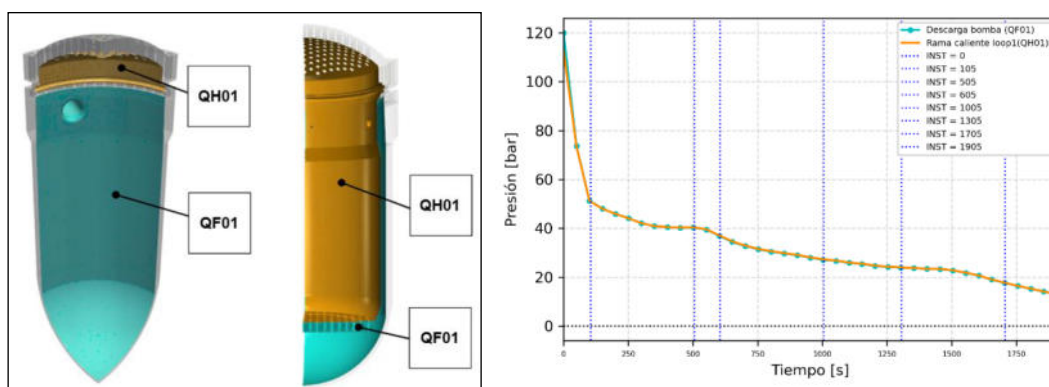 QH01
QF01
QH01
QF01
Descarga bomba (QF01)
Rama caliente loop1(QH01)
INST = 0
INST = 105
INST = 505
INST = 605
INST = 1005
INST = 1305
INST = 1705
INST = 1905
Presión [bar]
120
100
80
60
40
20
0
0
250
500
750
1000
1250
1500
1750
Tiempo [s]